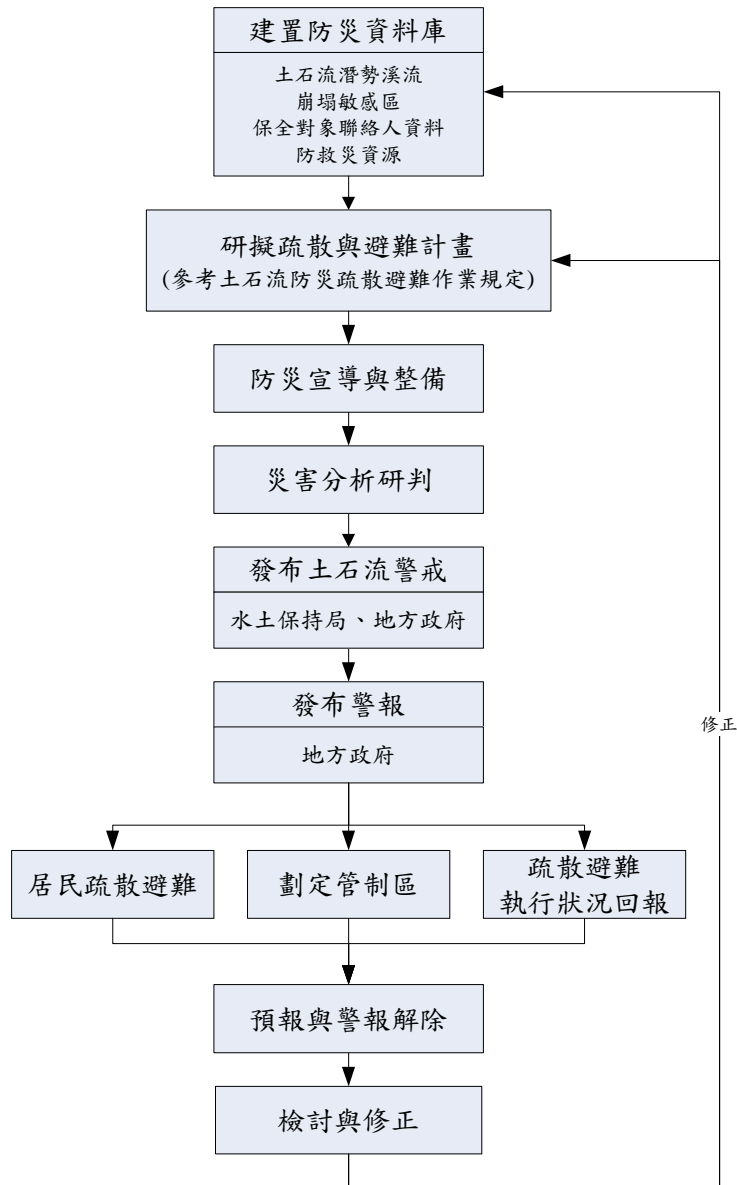 建置防災資料庫
土石流潛勢溪流
崩塌敏感區
保全對象聯絡人資料
防救災資源
研擬疏散與避難計畫
(參考土石流防災疏散避難作業規定)
防災宣導與整備
災害分析研判
發布土石流警戒
水土保持局、地方政府
發布警報
地方政府
修正
居民疏散避難
劃定管制區
疏散避難
執行狀況回報
預報與警報解除
檢討與修正